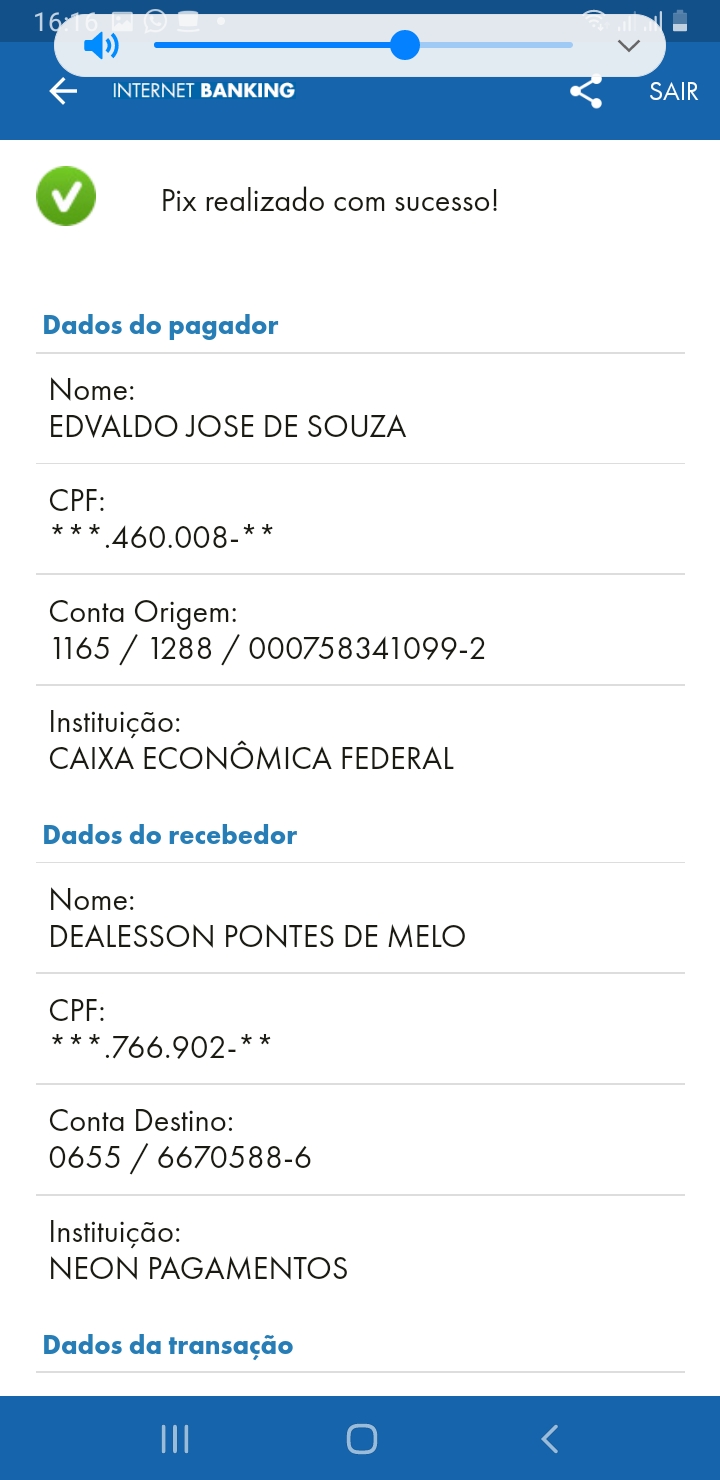 16:16
INTERNET BANKING
SAIR
Pix realizado com sucesso!
Dados do pagador
Nome:
EDVALDO JOSE DE SOUZA
CPF:
***.460.008-**
Conta Origem:
1165 / 1288 / 000758341099-2
Instituição:
CAIXA ECONÔMICA FEDERAL
Dados do recebedor
Nome:
DEALESSON PONTES DE MELO
CPF:
***.766.902-**
Conta Destino:
0655 / 6670588-6
Instituição:
NEON PAGAMENTOS
Dados da transação